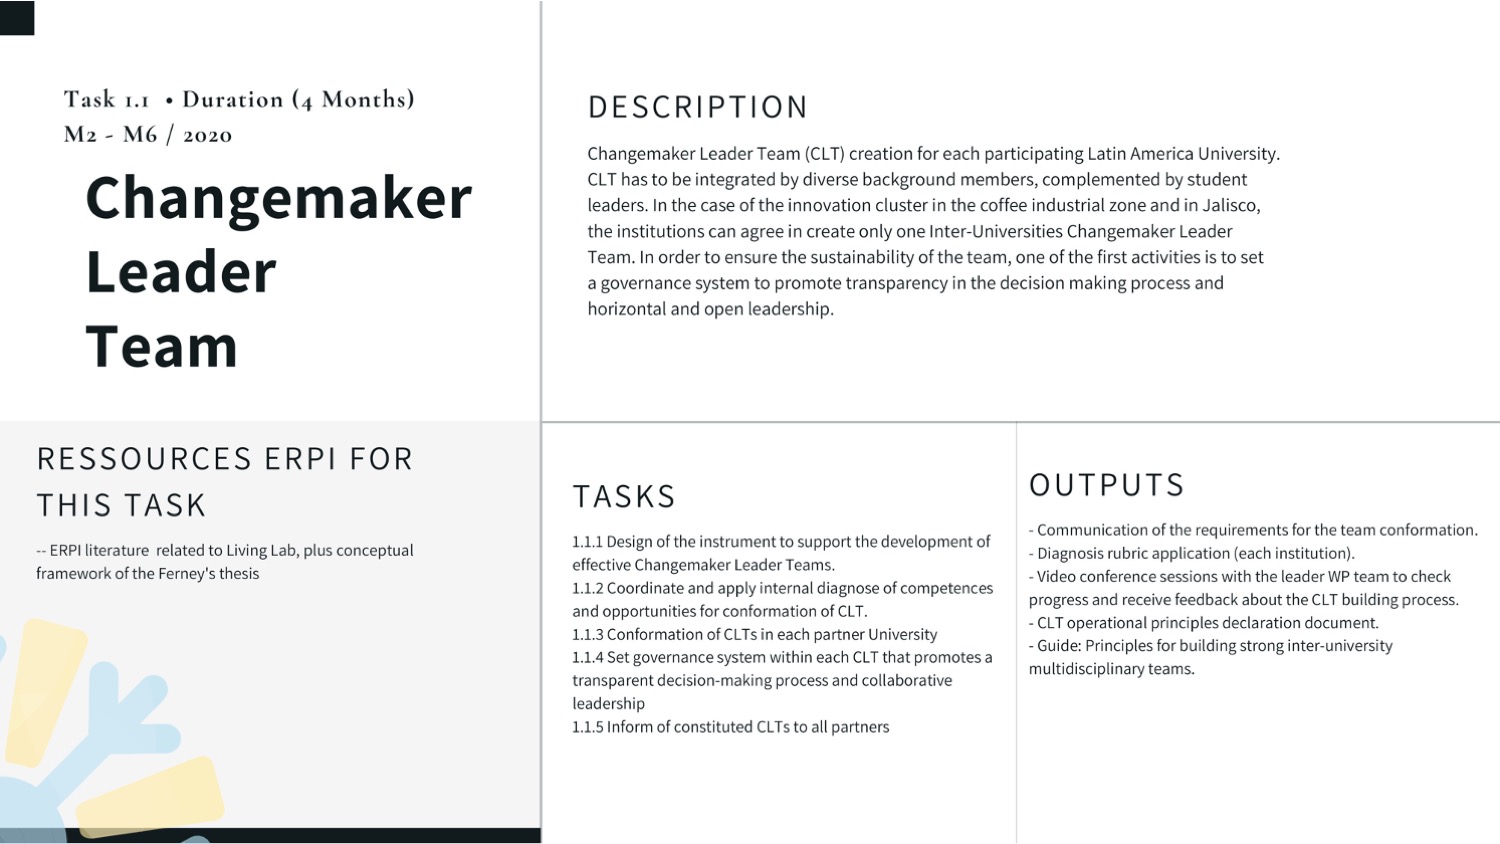 Task 1.1 • Duration (4 Months)
M2 - M6 / 2020
Changemaker
Leader
Team
DESCRIPTION
Changemaker Leader Team (CLT) creation for each participating Latin America University.
CLT has to be integrated by diverse background members, complemented by student
leaders. In the case of the innovation cluster in the coffee industrial zone and in Jalisco,
the institutions can agree in create only one Inter-Universities Changemaker Leader
Team. In order to ensure the sustainability of the team, one of the first activities is to set
a governance system to promote transparency in the decision making process and
horizontal and open leadership.
RESSOURCES ERPI FOR
THIS TASK
-- ERPI literature related to Living Lab, plus conceptual
framework of the Ferney's thesis
TASKS
1.1.1 Design of the instrument to support the development of
effective Changemaker Leader Teams.
1.1.2 Coordinate and apply internal diagnose of competences
and opportunities for conformation of CLT.
1.1.3 Conformation of CLTs in each partner University
1.1.4 Set governance system within each CLT that promotes a
transparent decision-making process and collaborative
leadership
1.1.5 Inform of constituted CLTs to all partners
OUTPUTS
- Communication of the requirements for the team conformation.
- Diagnosis rubric application (each institution).
- Video conference sessions with the leader WP team to check
progress and receive feedback about the CLT building process.
- CLT operational principles declaration document.
- Guide: Principles for building strong inter-university
multidisciplinary teams.